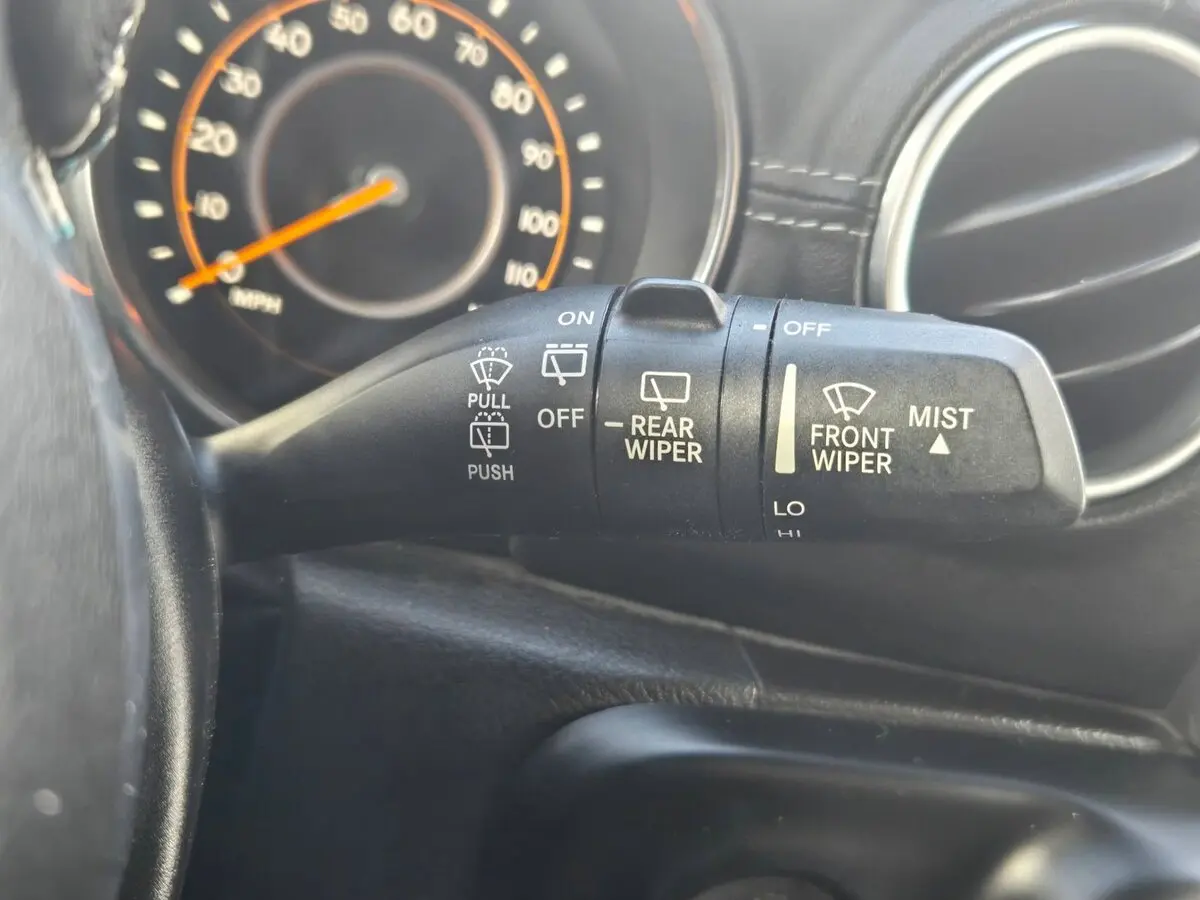 0
10
20
30
40
50
60
70
80
90
100
110
MPH
ON
OFF
PULL
PUSH
OFF
REAR
WIPER
FRONT
WIPER
MIST
LO
HI